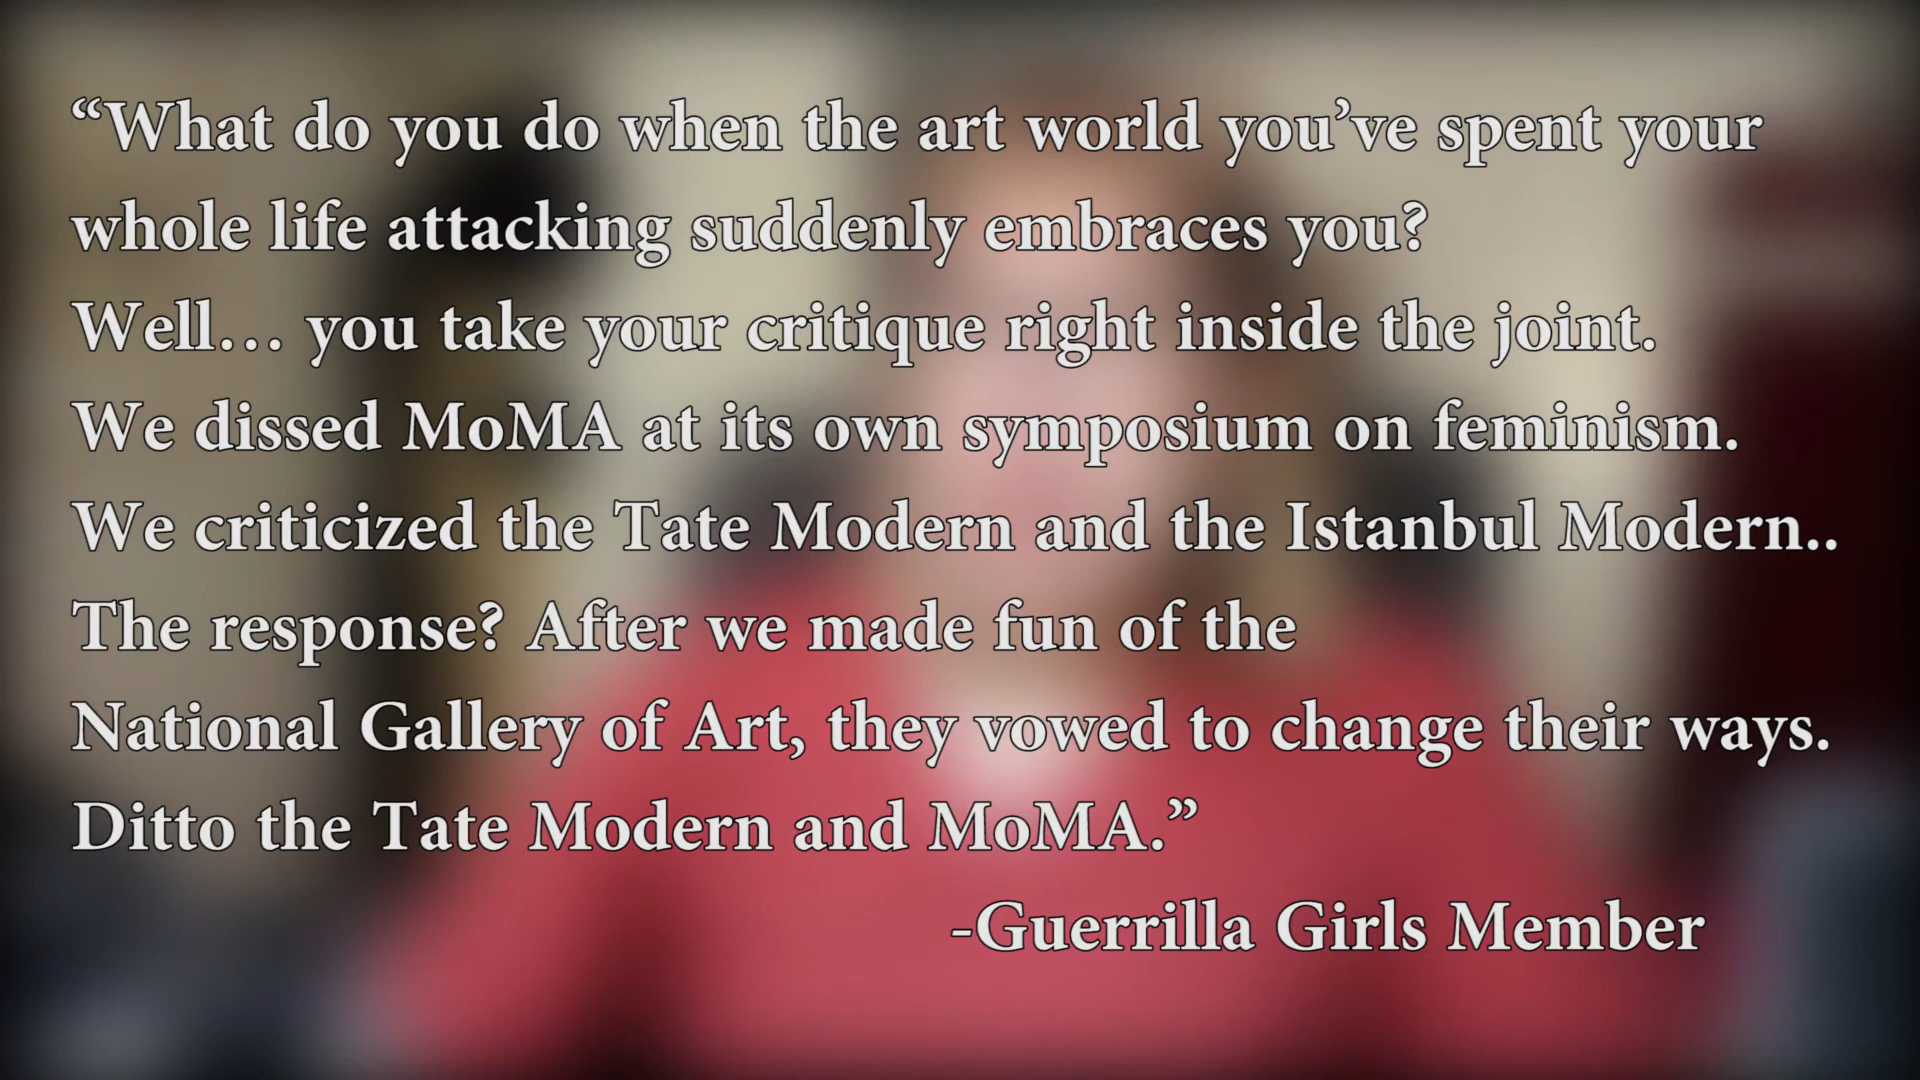 “What do you do when the art world you’ve spent your
whole life attacking suddenly embraces you?
Well… you take your critique right inside the joint.
We dissed MoMA at its own symposium on feminism.
We criticized the Tate Modern and the Istanbul Modern..
The response? After we made fun of the
National Gallery of Art, they vowed to change their ways.
Ditto the Tate Modern and MoMA.”
-Guerrilla Girls Member